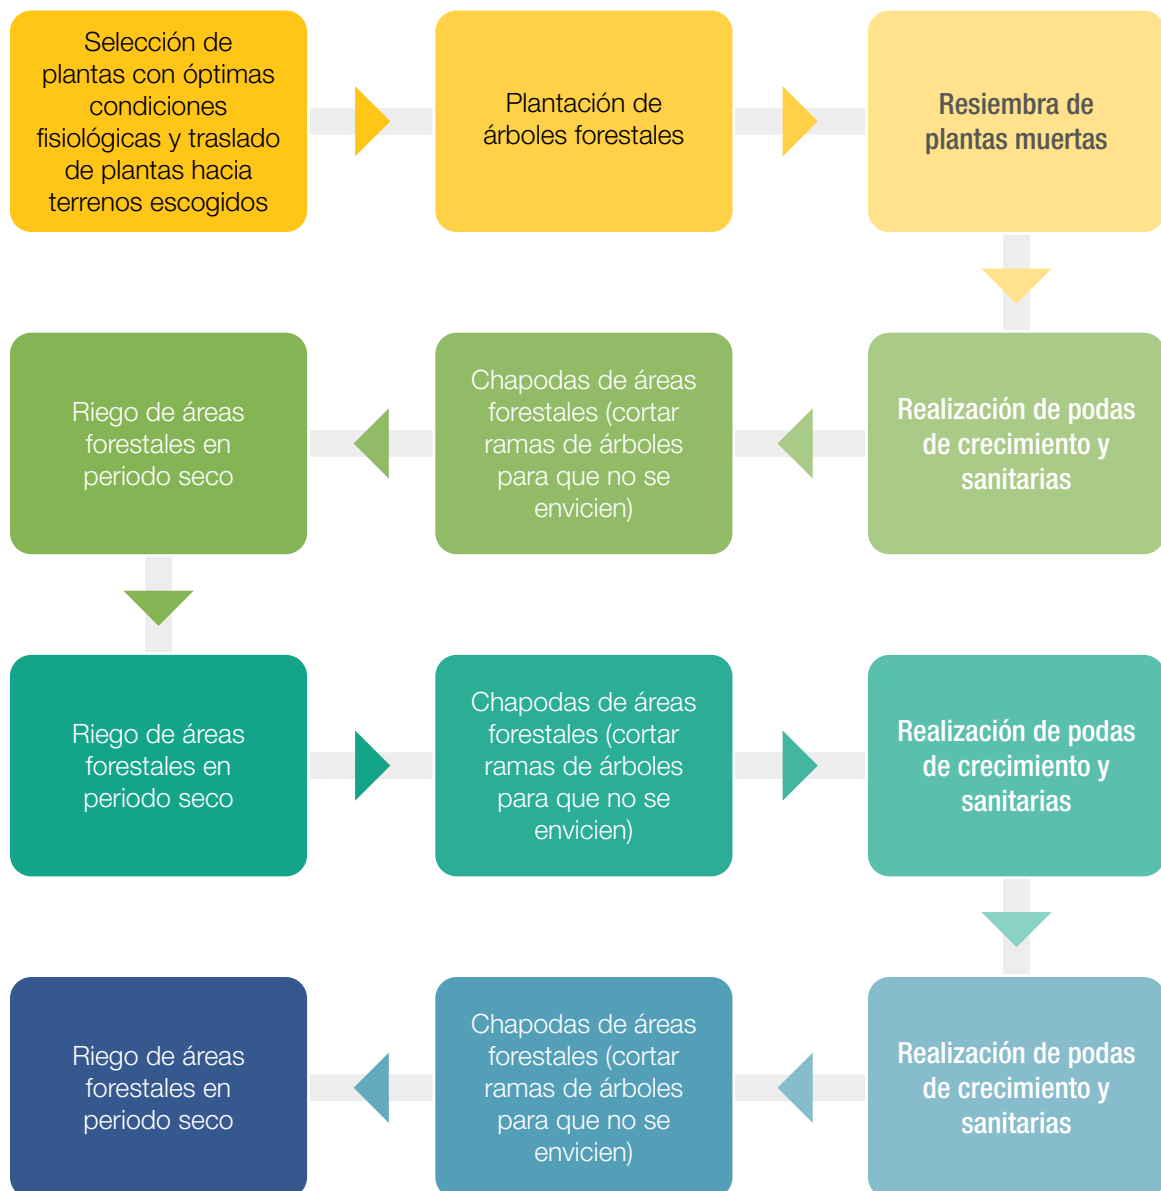 Selección de
plantas con óptimas
condiciones
fisiológicas y traslado
de plantas hacia
terrenos escogidos
Plantación de
árboles forestales
Resiembra de
plantas muertas
Realización de podas
de crecimiento y
sanitarias
Chapodas de áreas
forestales (cortar
ramas de árboles
para que no se
envicien)
Riego de áreas
forestales en
periodo seco
Riego de áreas
forestales en
periodo seco
Chapodas de áreas
forestales (cortar
ramas de árboles
para que no se
envicien)
Realización de podas
de crecimiento y
sanitarias
Realización de podas
de crecimiento y
sanitarias
Chapodas de áreas
forestales (cortar
ramas de árboles
para que no se
envicien)
Riego de áreas
forestales en
periodo seco